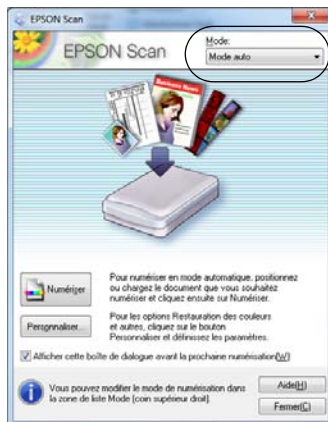 EPSON Scan
EPSON Scan
Mode:
Mode auto
Business News
Numériser
Pour numériser en mode automatique, positionnez
ou chargez le document que vous souhaitez
numériser et cliquez ensuite sur Numériser.
Personnaliser...
Pour les options Restauration des couleurs
et autres, cliquez sur le bouton
Personnaliser et définissez les paramètres.
Afficher cette boîte de dialogue avant la prochaine numérisation(W)
Vous pouvez modifier le mode de numérisation dans
la zone de liste Mode (coin supérieur droit).
Aide(H)
Fermer(C)